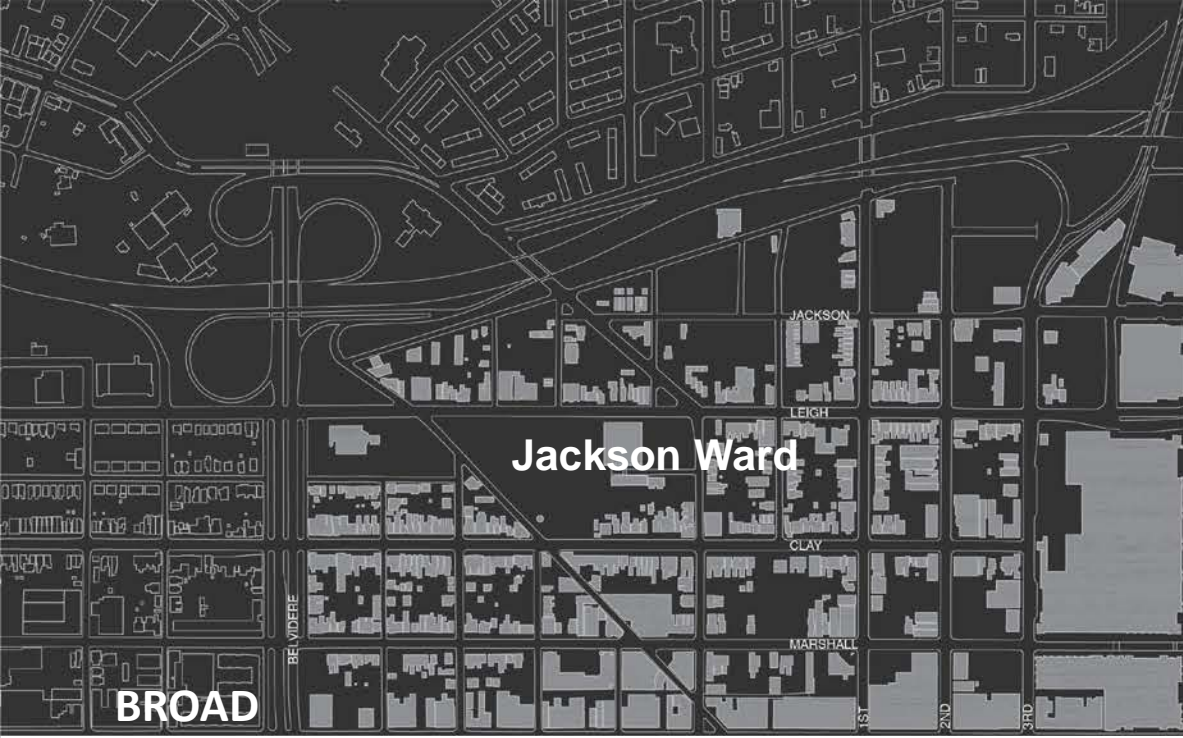 JACKSON
LEIGH
Jackson Ward
CLAY
BELVIDERE
MARSHALL
BROAD
1ST
2ND
3RD